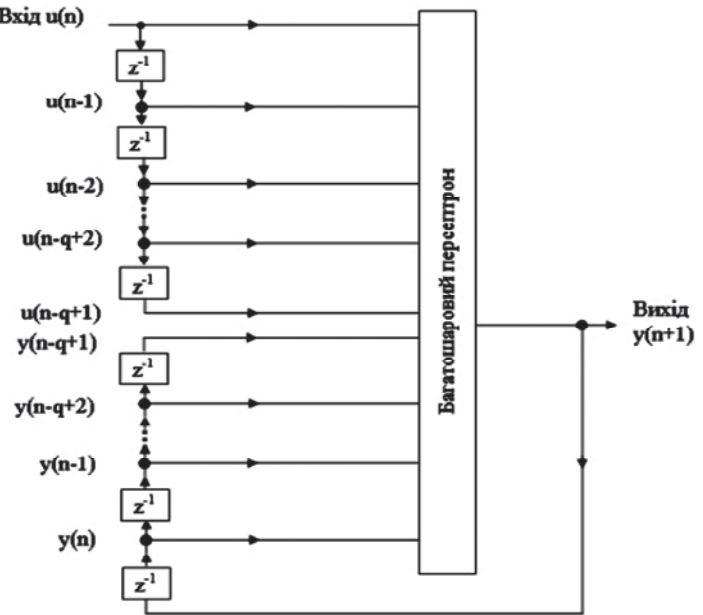 Вхід u(n)
z⁻¹
u(n-1)
z⁻¹
u(n-2)
u(n-q+2)
z⁻¹
u(n-q+1)
y(n-q+1)
z⁻¹
y(n-q+2)
y(n-1)
z⁻¹
y(n)
z⁻¹
Багатошаровий персептрон
Вихід
y(n+1)